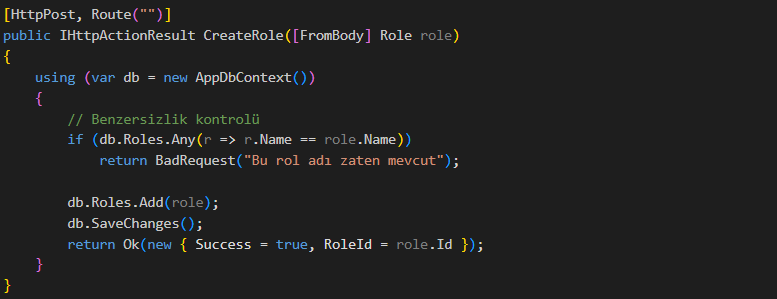 [HttpPost, Route("")]
public IHttpActionResult CreateRole([FromBody] Role role)
{
    using (var db = new AppDbContext())
    {
        // Benzersizlik kontrolü
        if (db.Roles.Any(r => r.Name == role.Name))
            return BadRequest("Bu rol adı zaten mevcut");

        db.Roles.Add(role);
        db.SaveChanges();
        return Ok(new { Success = true, RoleId = role.Id });
    }
}